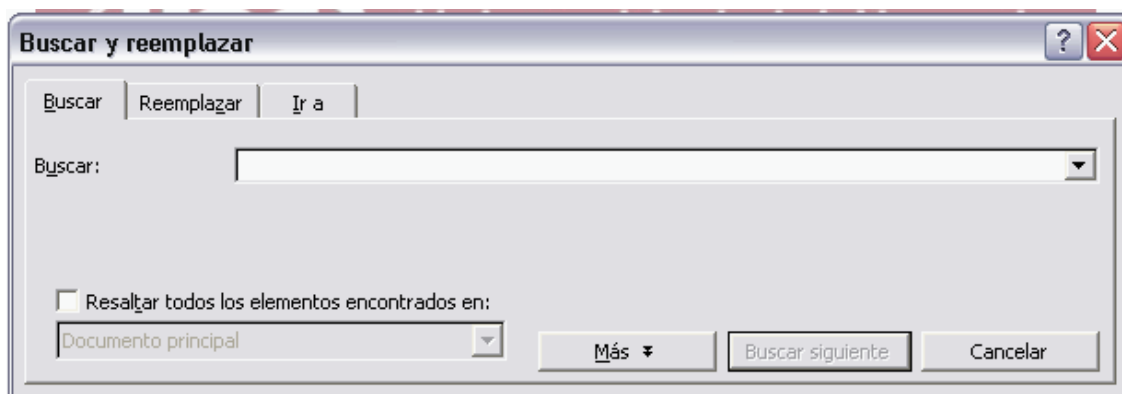 Buscar y reemplazar
Buscar Reemplazar Ir a
Buscar:
Resaltar todos los elementos encontrados en:
Documento principal
Más Buscar siguiente Cancelar